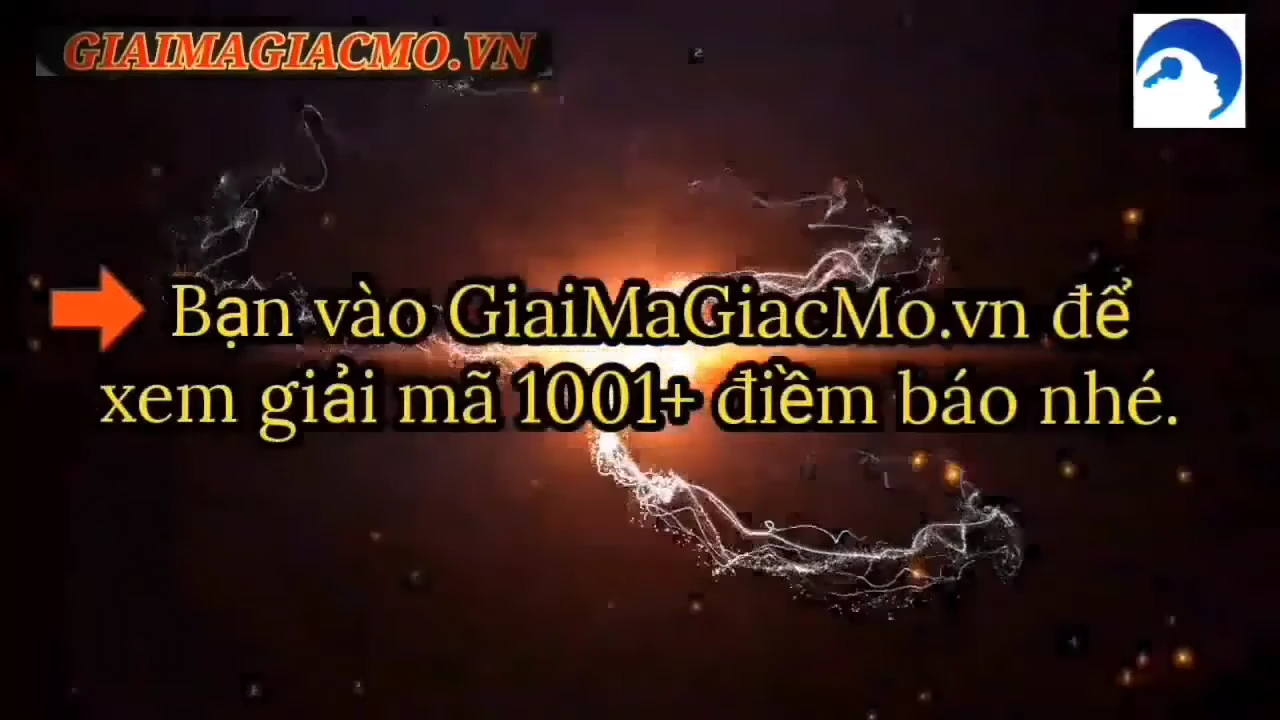 GIAIMAGIACMO.VN
Bạn vào GiaiMaGiacMo.vn để
xem giải mã 1001+ điềm báo nhé.